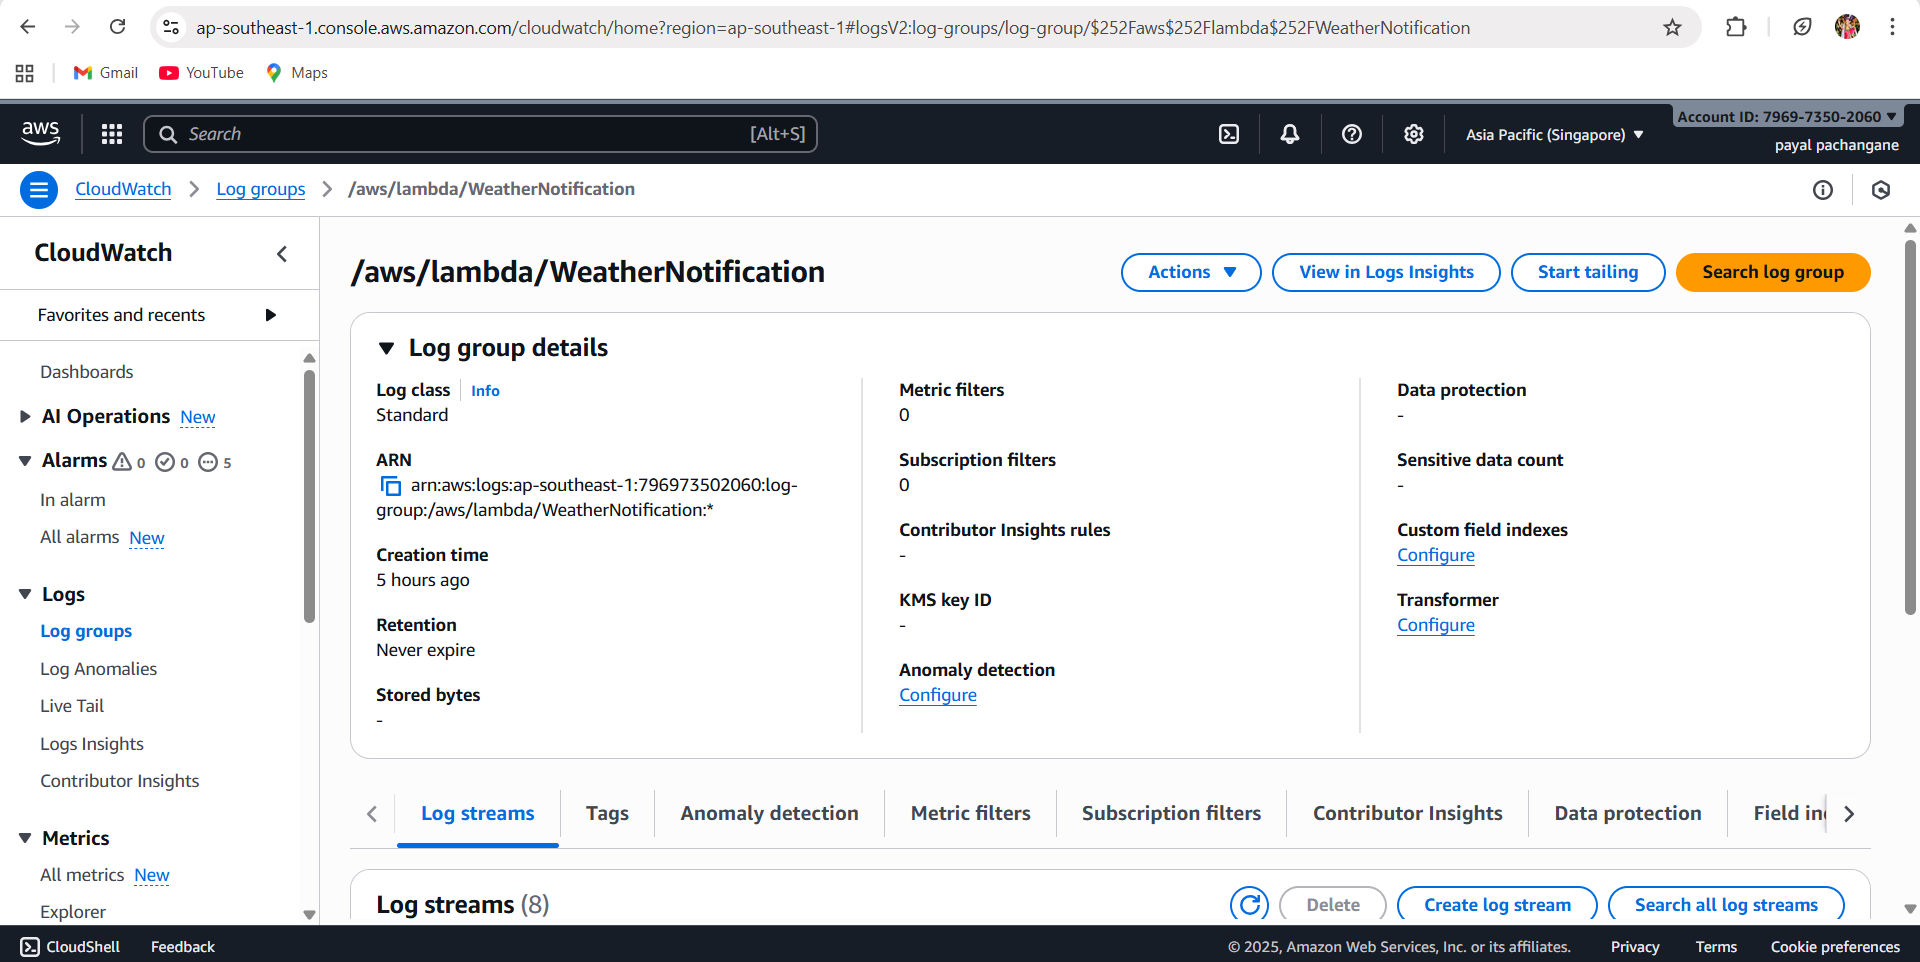 ap-southeast-1.console.aws.amazon.com/cloudwatch/home?region=ap-southeast-1#logsV2:log-groups/log-group/$252Faws$252Flambda$252FWeatherNotification
Gmail YouTube Maps
aws Search [Alt+S] Asia Pacific (Singapore) ▼ Account ID: 7969-7350-2060 ▼
payal pachangane
CloudWatch > Log groups > /aws/lambda/WeatherNotification
CloudWatch
Favorites and recents
Dashboards
AI Operations New
Alarms 0 0 5
In alarm
All alarms New
Logs
Log groups
Log Anomalies
Live Tail
Logs Insights
Contributor Insights
Metrics
All metrics New
Explorer
/aws/lambda/WeatherNotification
Actions ▼ View in Logs Insights Start tailing Search log group
Log group details
Log class Info
Standard
ARN
arn:aws:logs:ap-southeast-1:796973502060:log-
group:/aws/lambda/WeatherNotification:*
Creation time
5 hours ago
Retention
Never expire
Stored bytes
-
Metric filters
0
Subscription filters
0
Contributor Insights rules
-
KMS key ID
-
Anomaly detection
Configure
Data protection
-
Sensitive data count
-
Custom field indexes
Configure
Transformer
Configure
Log streams Tags Anomaly detection Metric filters Subscription filters Contributor Insights Data protection Field in
Log streams (8)
Delete Create log stream Search all log streams
CloudShell Feedback © 2025, Amazon Web Services, Inc. or its affiliates. Privacy Terms Cookie preferences